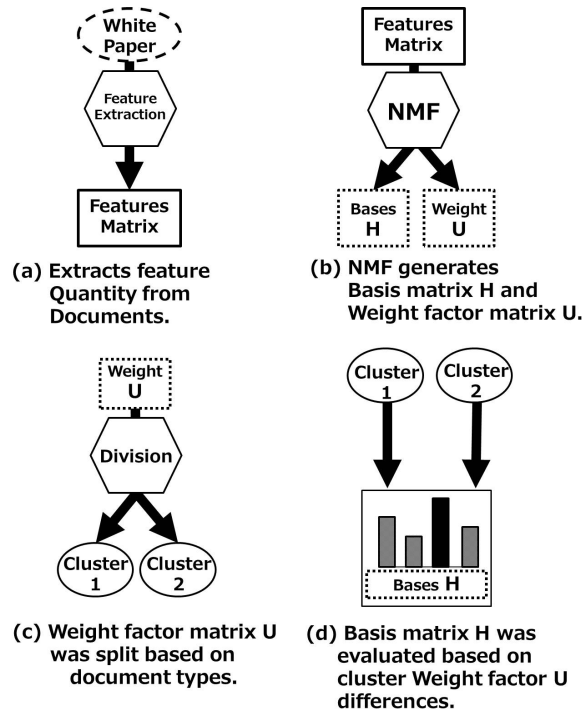 White
Paper
Feature
Extraction
Features
Matrix
(a) Extracts feature
Quantity from
Documents.
Features
Matrix
NMF
Bases
H
Weight
U
(b) NMF generates
Basis matrix H and
Weight factor matrix U.
Weight
U
Division
Cluster
1
Cluster
2
(c) Weight factor matrix U
was split based on
document types.
Cluster
1
Cluster
2
Bases H
(d) Basis matrix H was
evaluated based on
cluster Weight factor U
differences.